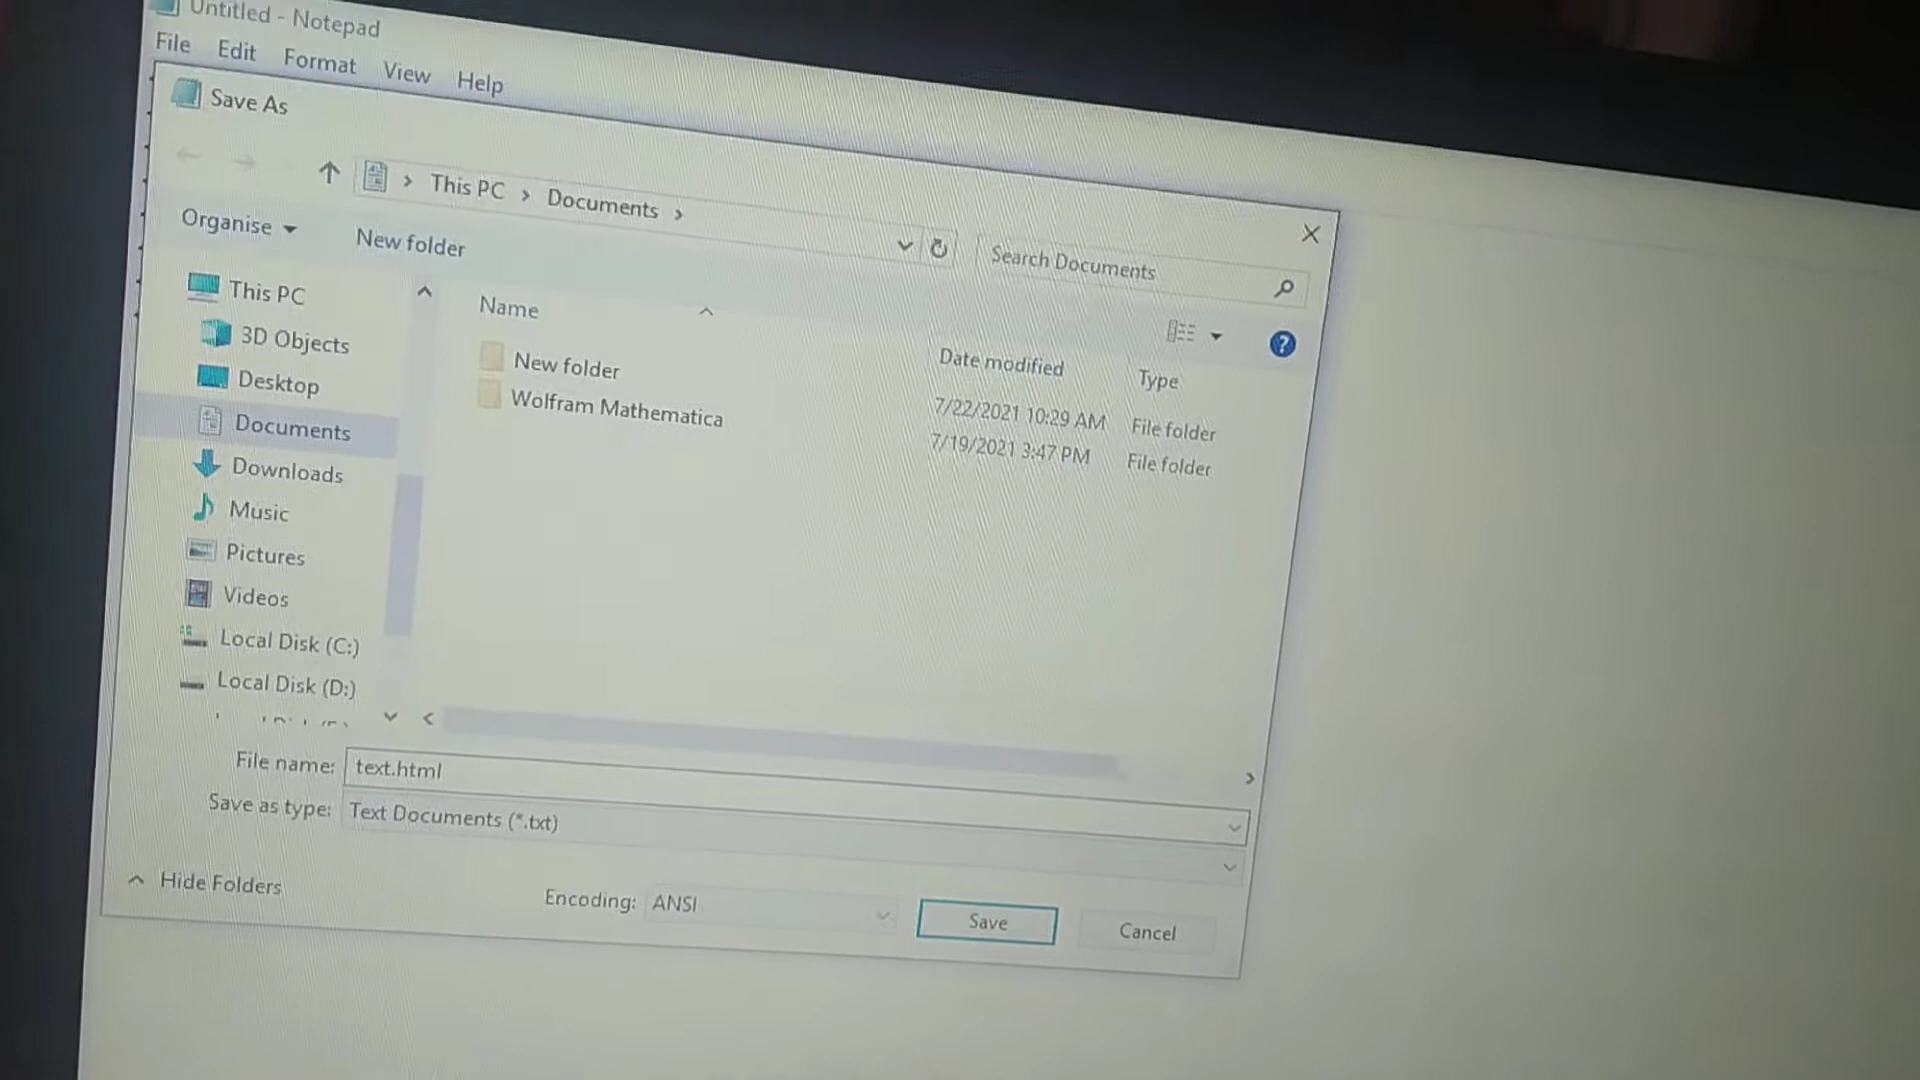 Untitled - Notepad
File Edit Format View Help
Save As
This PC > Documents >
Search Documents
Organise
New folder
This PC
3D Objects
Desktop
Documents
Downloads
Music
Pictures
Videos
Local Disk (C:)
Local Disk (D:)
Name Date modified Type
New folder 7/22/2021 10:29 AM File folder
Wolfram Mathematica 7/19/2021 3:47 PM File folder
File name: text.html
Save as type: Text Documents (*.txt)
Hide Folders
Encoding: ANSI
Save
Cancel